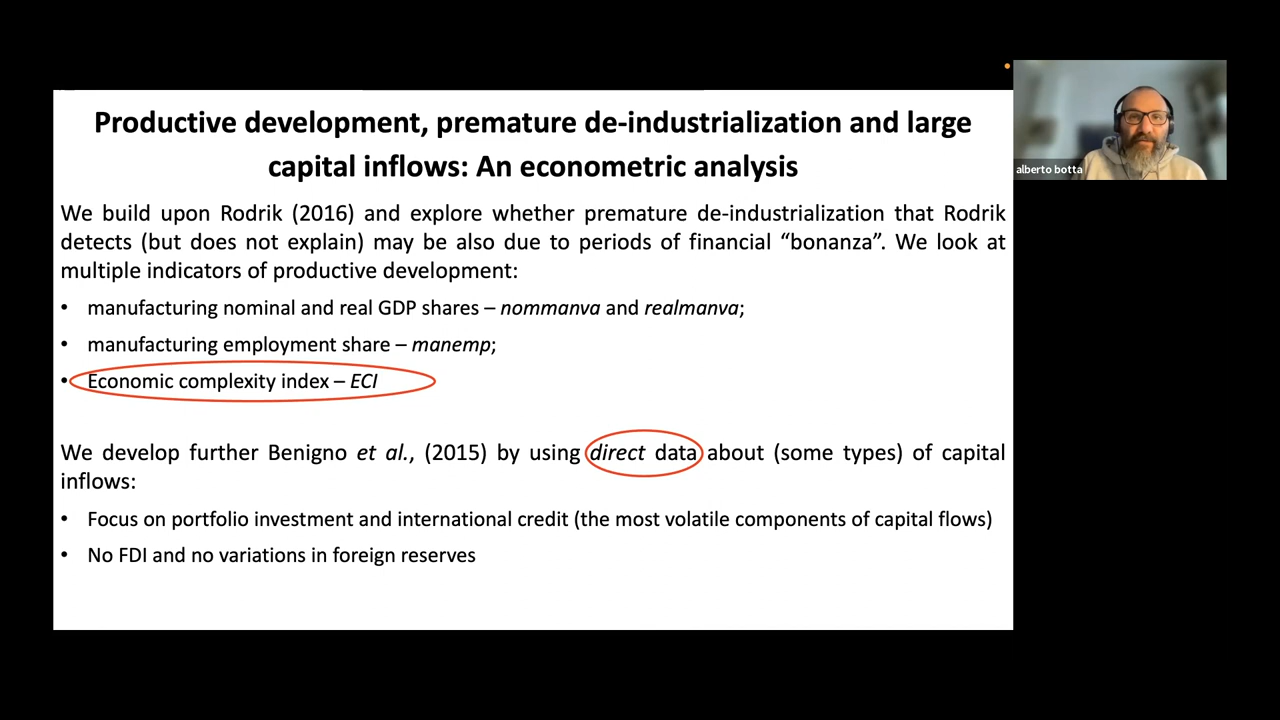 Productive development, premature de-industrialization and large
capital inflows: An econometric analysis
We build upon Rodrik (2016) and explore whether premature de-industrialization that Rodrik
detects (but does not explain) may be also due to periods of financial “bonanza”. We look at
multiple indicators of productive development:
• manufacturing nominal and real GDP shares – nommanva and realmanva;
• manufacturing employment share – manemp;
• Economic complexity index – ECI
We develop further Benigno et al., (2015) by using direct data about (some types) of capital
inflows:
• Focus on portfolio investment and international credit (the most volatile components of capital flows)
• No FDI and no variations in foreign reserves
alberto botta